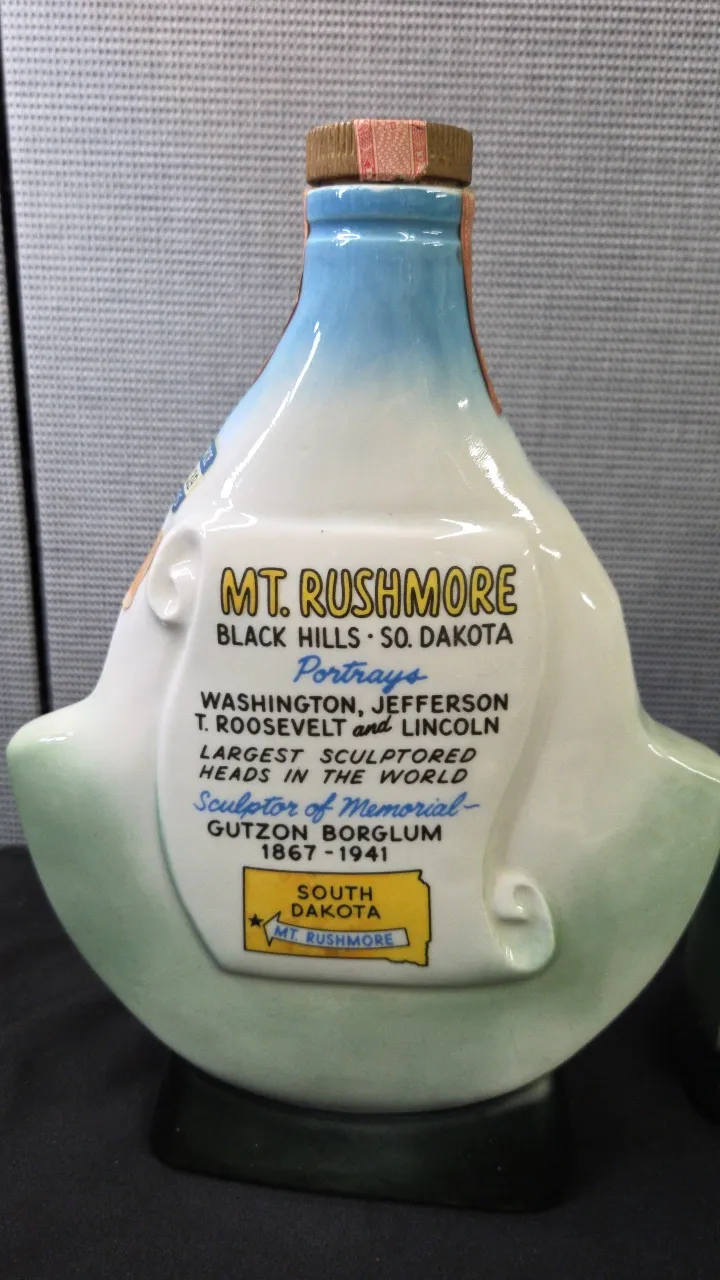 MT. RUSHMORE
BLACK HILLS · SO. DAKOTA
Portrays
WASHINGTON, JEFFERSON
T. ROOSEVELT and LINCOLN
LARGEST SCULPTORED
HEADS IN THE WORLD
Sculptor of Memorial-
GUTZON BORGLUM
1867 - 1941
SOUTH
DAKOTA
MT. RUSHMORE